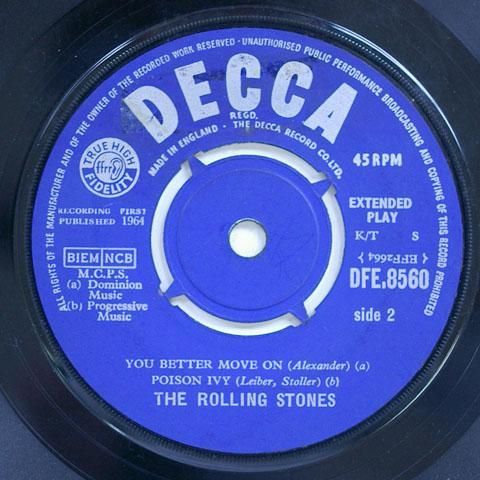 ALL RIGHTS OF THE MANUFACTURER AND OF THE OWNER OF THE RECORDED WORK RESERVED · UNAUTHORISED PUBLIC PERFORMANCE BROADCASTING AND COPYING OF THIS RECORD PROHIBITED
DECCA
REGD.
MADE IN ENGLAND · THE DECCA RECORD CO. LTD.
TRUE HIGH
ffrr
FIDELITY
45 RPM
RECORDING FIRST
PUBLISHED 1964
EXTENDED
PLAY
K/T S
BIEM NCB
M.C.P.S.
(a) Dominion
Music
(b) Progressive
Music
EFF2664
DFE.8560
side 2
YOU BETTER MOVE ON (Alexander) (a)
POISON IVY (Leiber, Stoller) (b)
THE ROLLING STONES